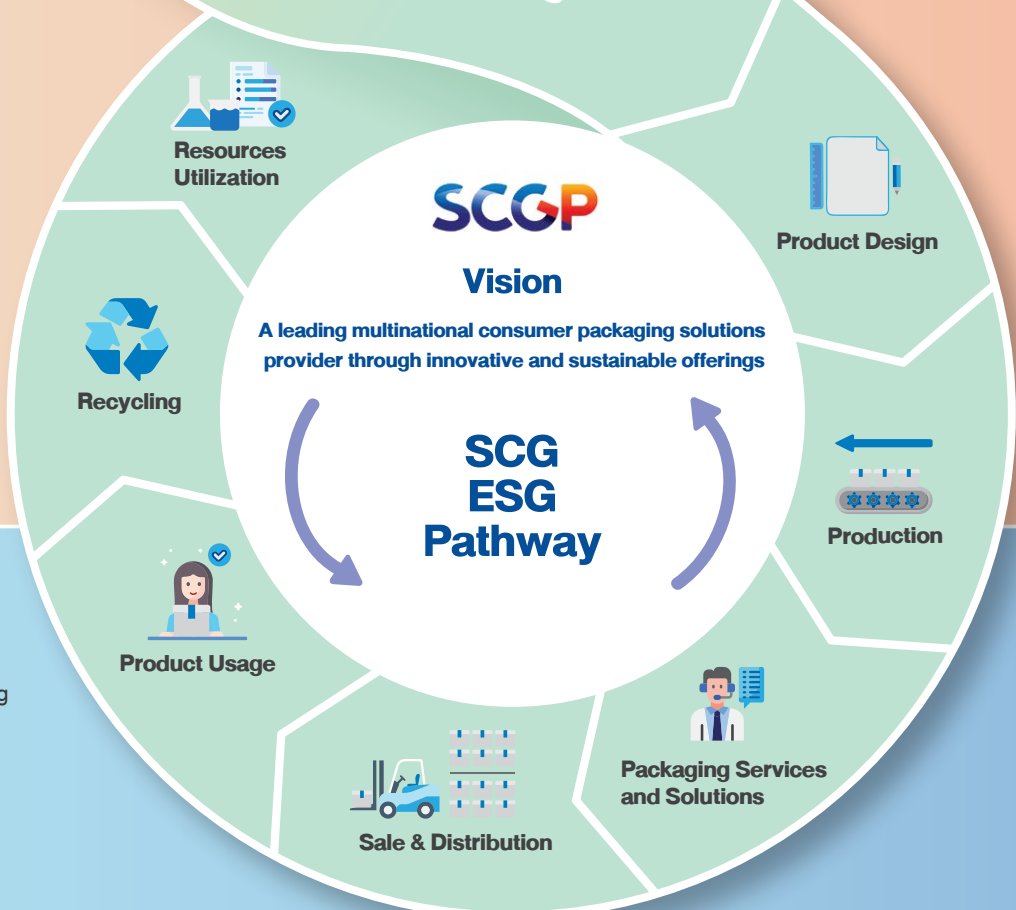 Resources
Utilization
SCGP
Vision
A leading multinational consumer packaging solutions
provider through innovative and sustainable offerings
Product Design
Recycling
SCG
ESG
Pathway
Production
Product Usage
g
Packaging Services
and Solutions
Sale & Distribution